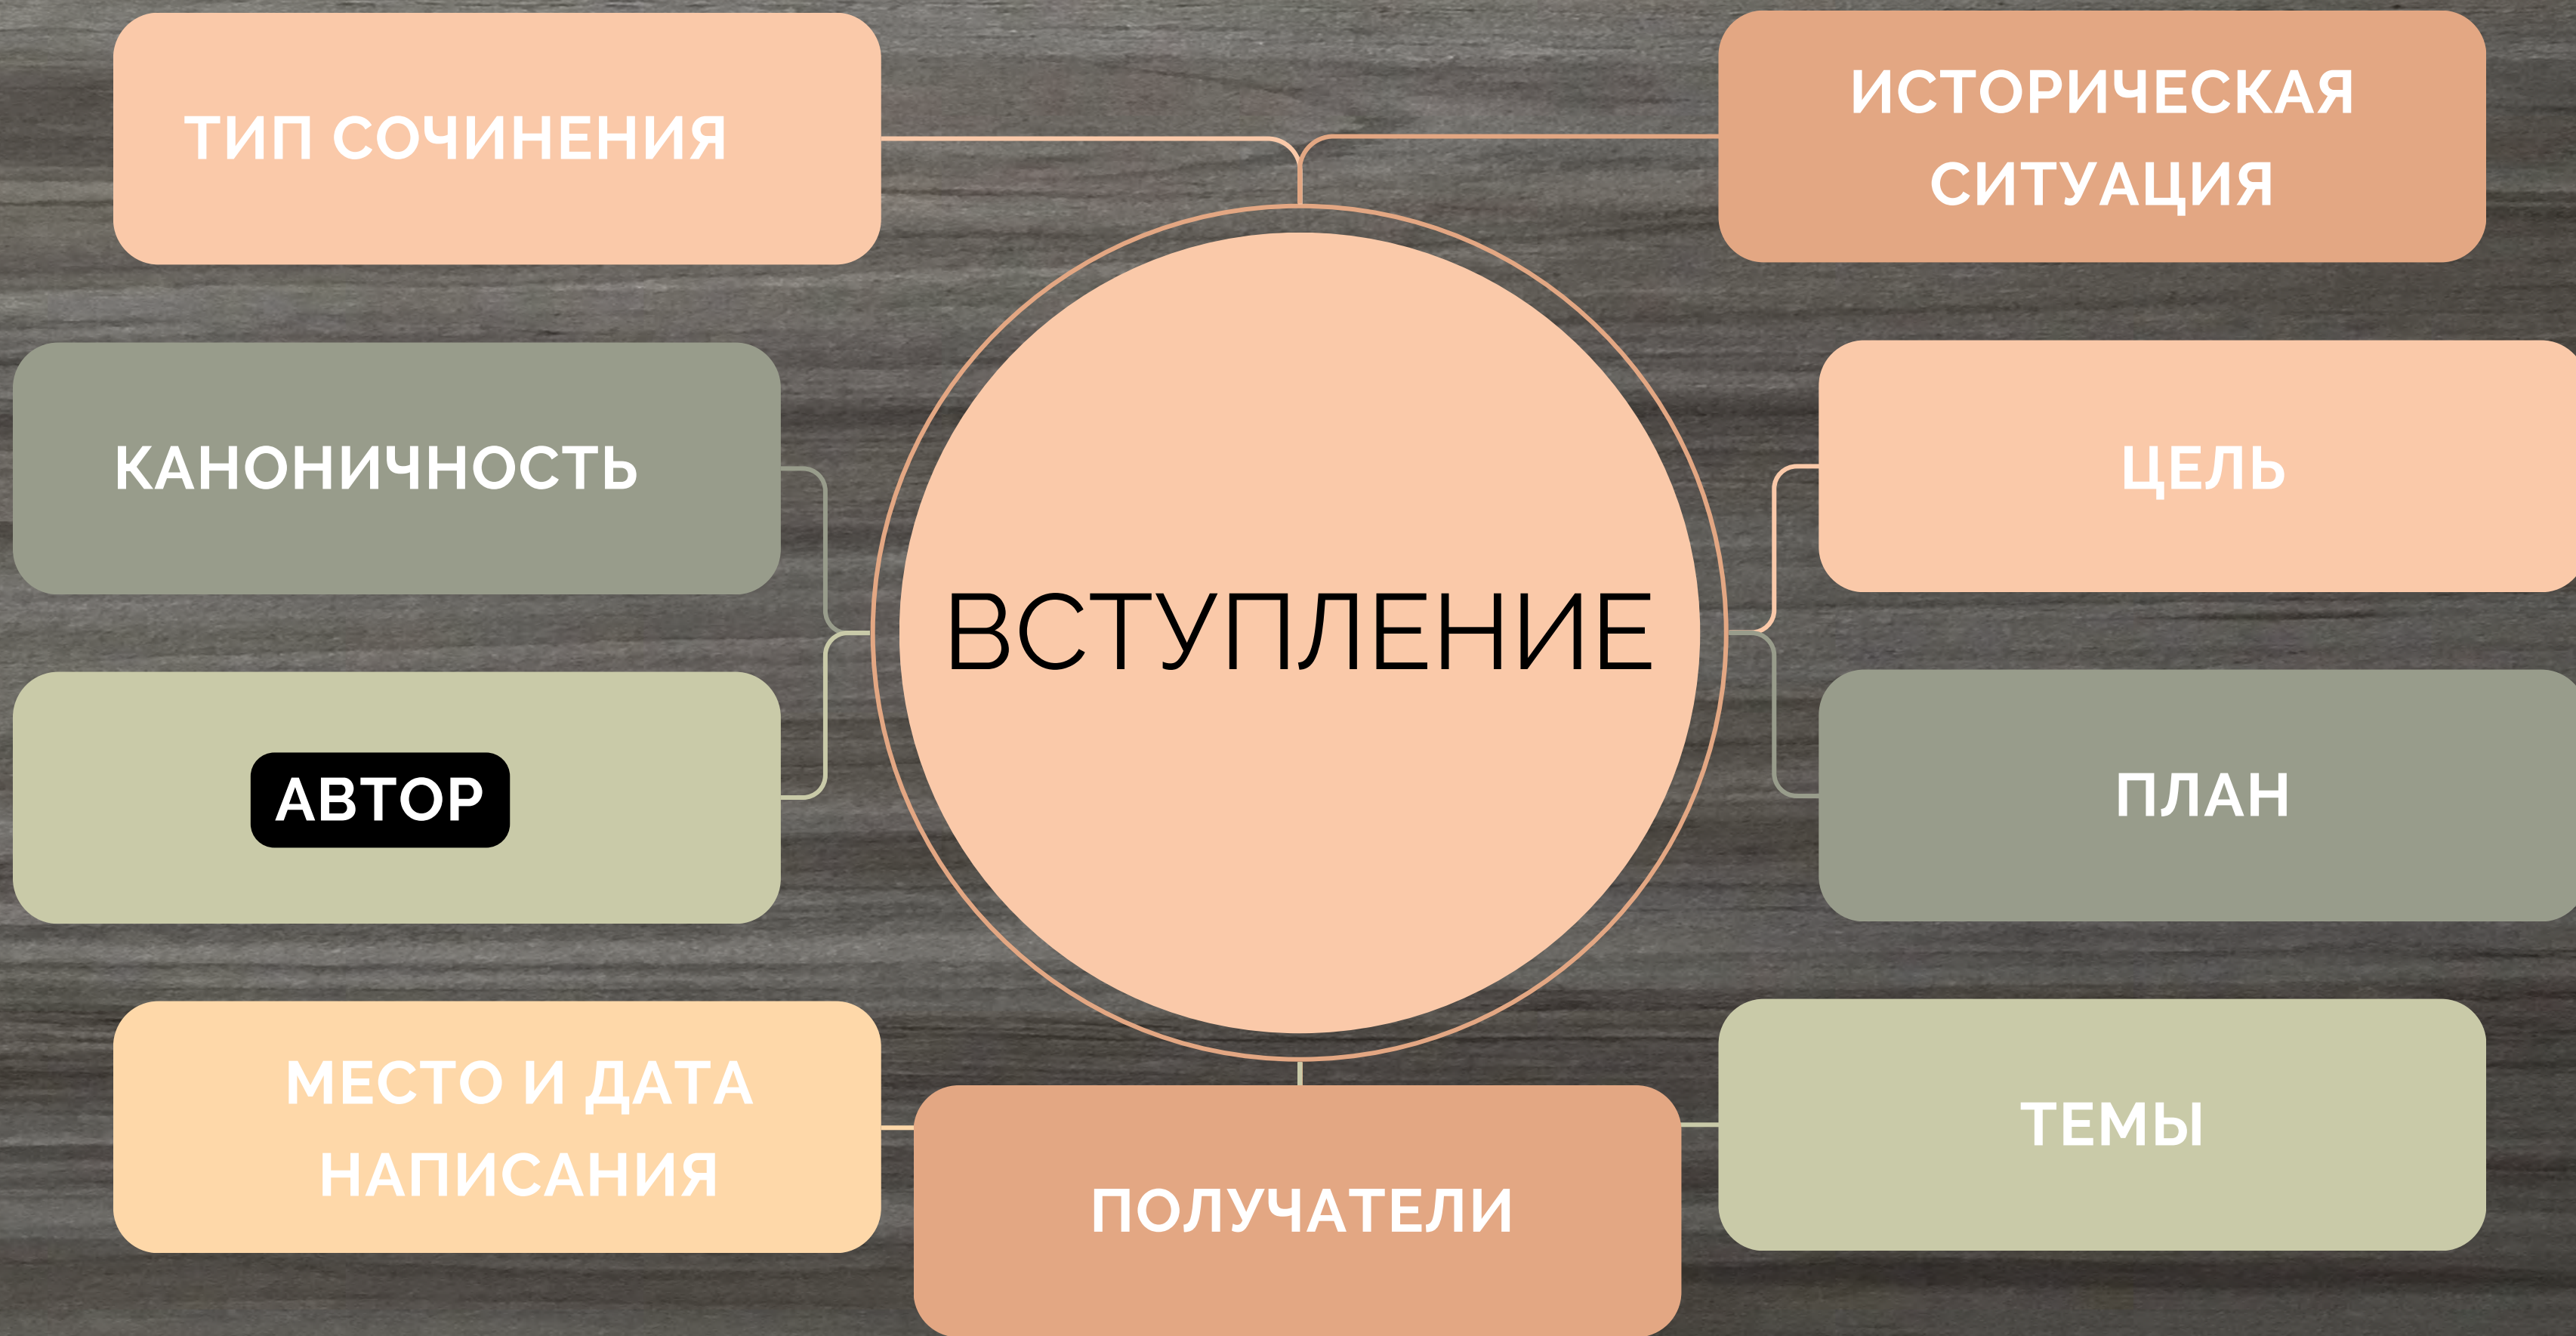 ТИП СОЧИНЕНИЯ
ИСТОРИЧЕСКАЯ
СИТУАЦИЯ
КАНОНИЧНОСТЬ
ЦЕЛЬ
ВСТУПЛЕНИЕ
АВТОР
ПЛАН
МЕСТО И ДАТА
НАПИСАНИЯ
ПОЛУЧАТЕЛИ
ТЕМЫ